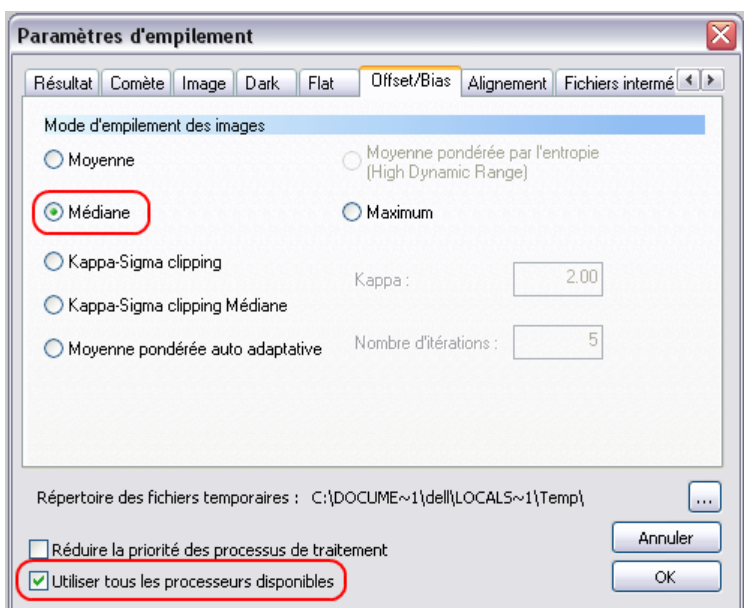 Paramètres d'empilement
Résultat Comète Image Dark Flat Offset/Bias Alignement Fichiers intermé
Mode d'empilement des images
Moyenne
Moyenne pondérée par l'entropie
(High Dynamic Range)
Médiane
Maximum
Kappa-Sigma clipping
Kappa : 2.00
Kappa-Sigma clipping Médiane
Moyenne pondérée auto adaptative
Nombre d'itérations : 5
Répertoire des fichiers temporaires : C:\DOCUME~1\dell\LOCALS~1\Temp\ ...
Réduire la priorité des processus de traitement
Annuler
Utiliser tous les processeurs disponibles
OK